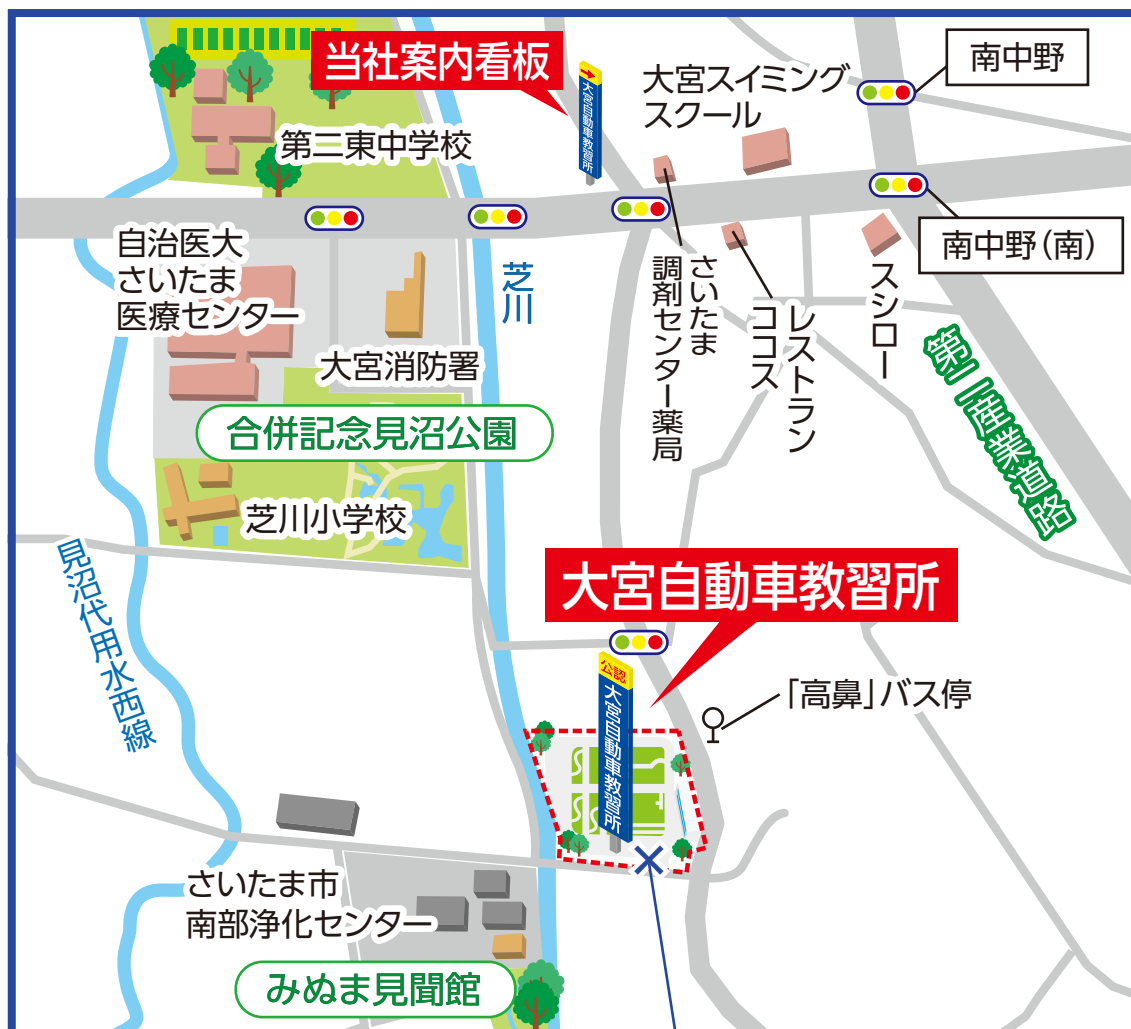 当社案内看板
大宮自動車教習所
大宮スイミング
スクール
南中野
第二東中学校
南中野(南)
自治医大
さいたま
医療センター
芝川
さいたま
調剤センター薬局
レストラン
ココス
スシロー
大宮消防署
第二産業道路
合併記念見沼公園
芝川小学校
見沼代用水西線
大宮自動車教習所
公認
大宮自動車教習所
「高鼻」バス停
さいたま市
南部浄化センター
みぬま見聞館